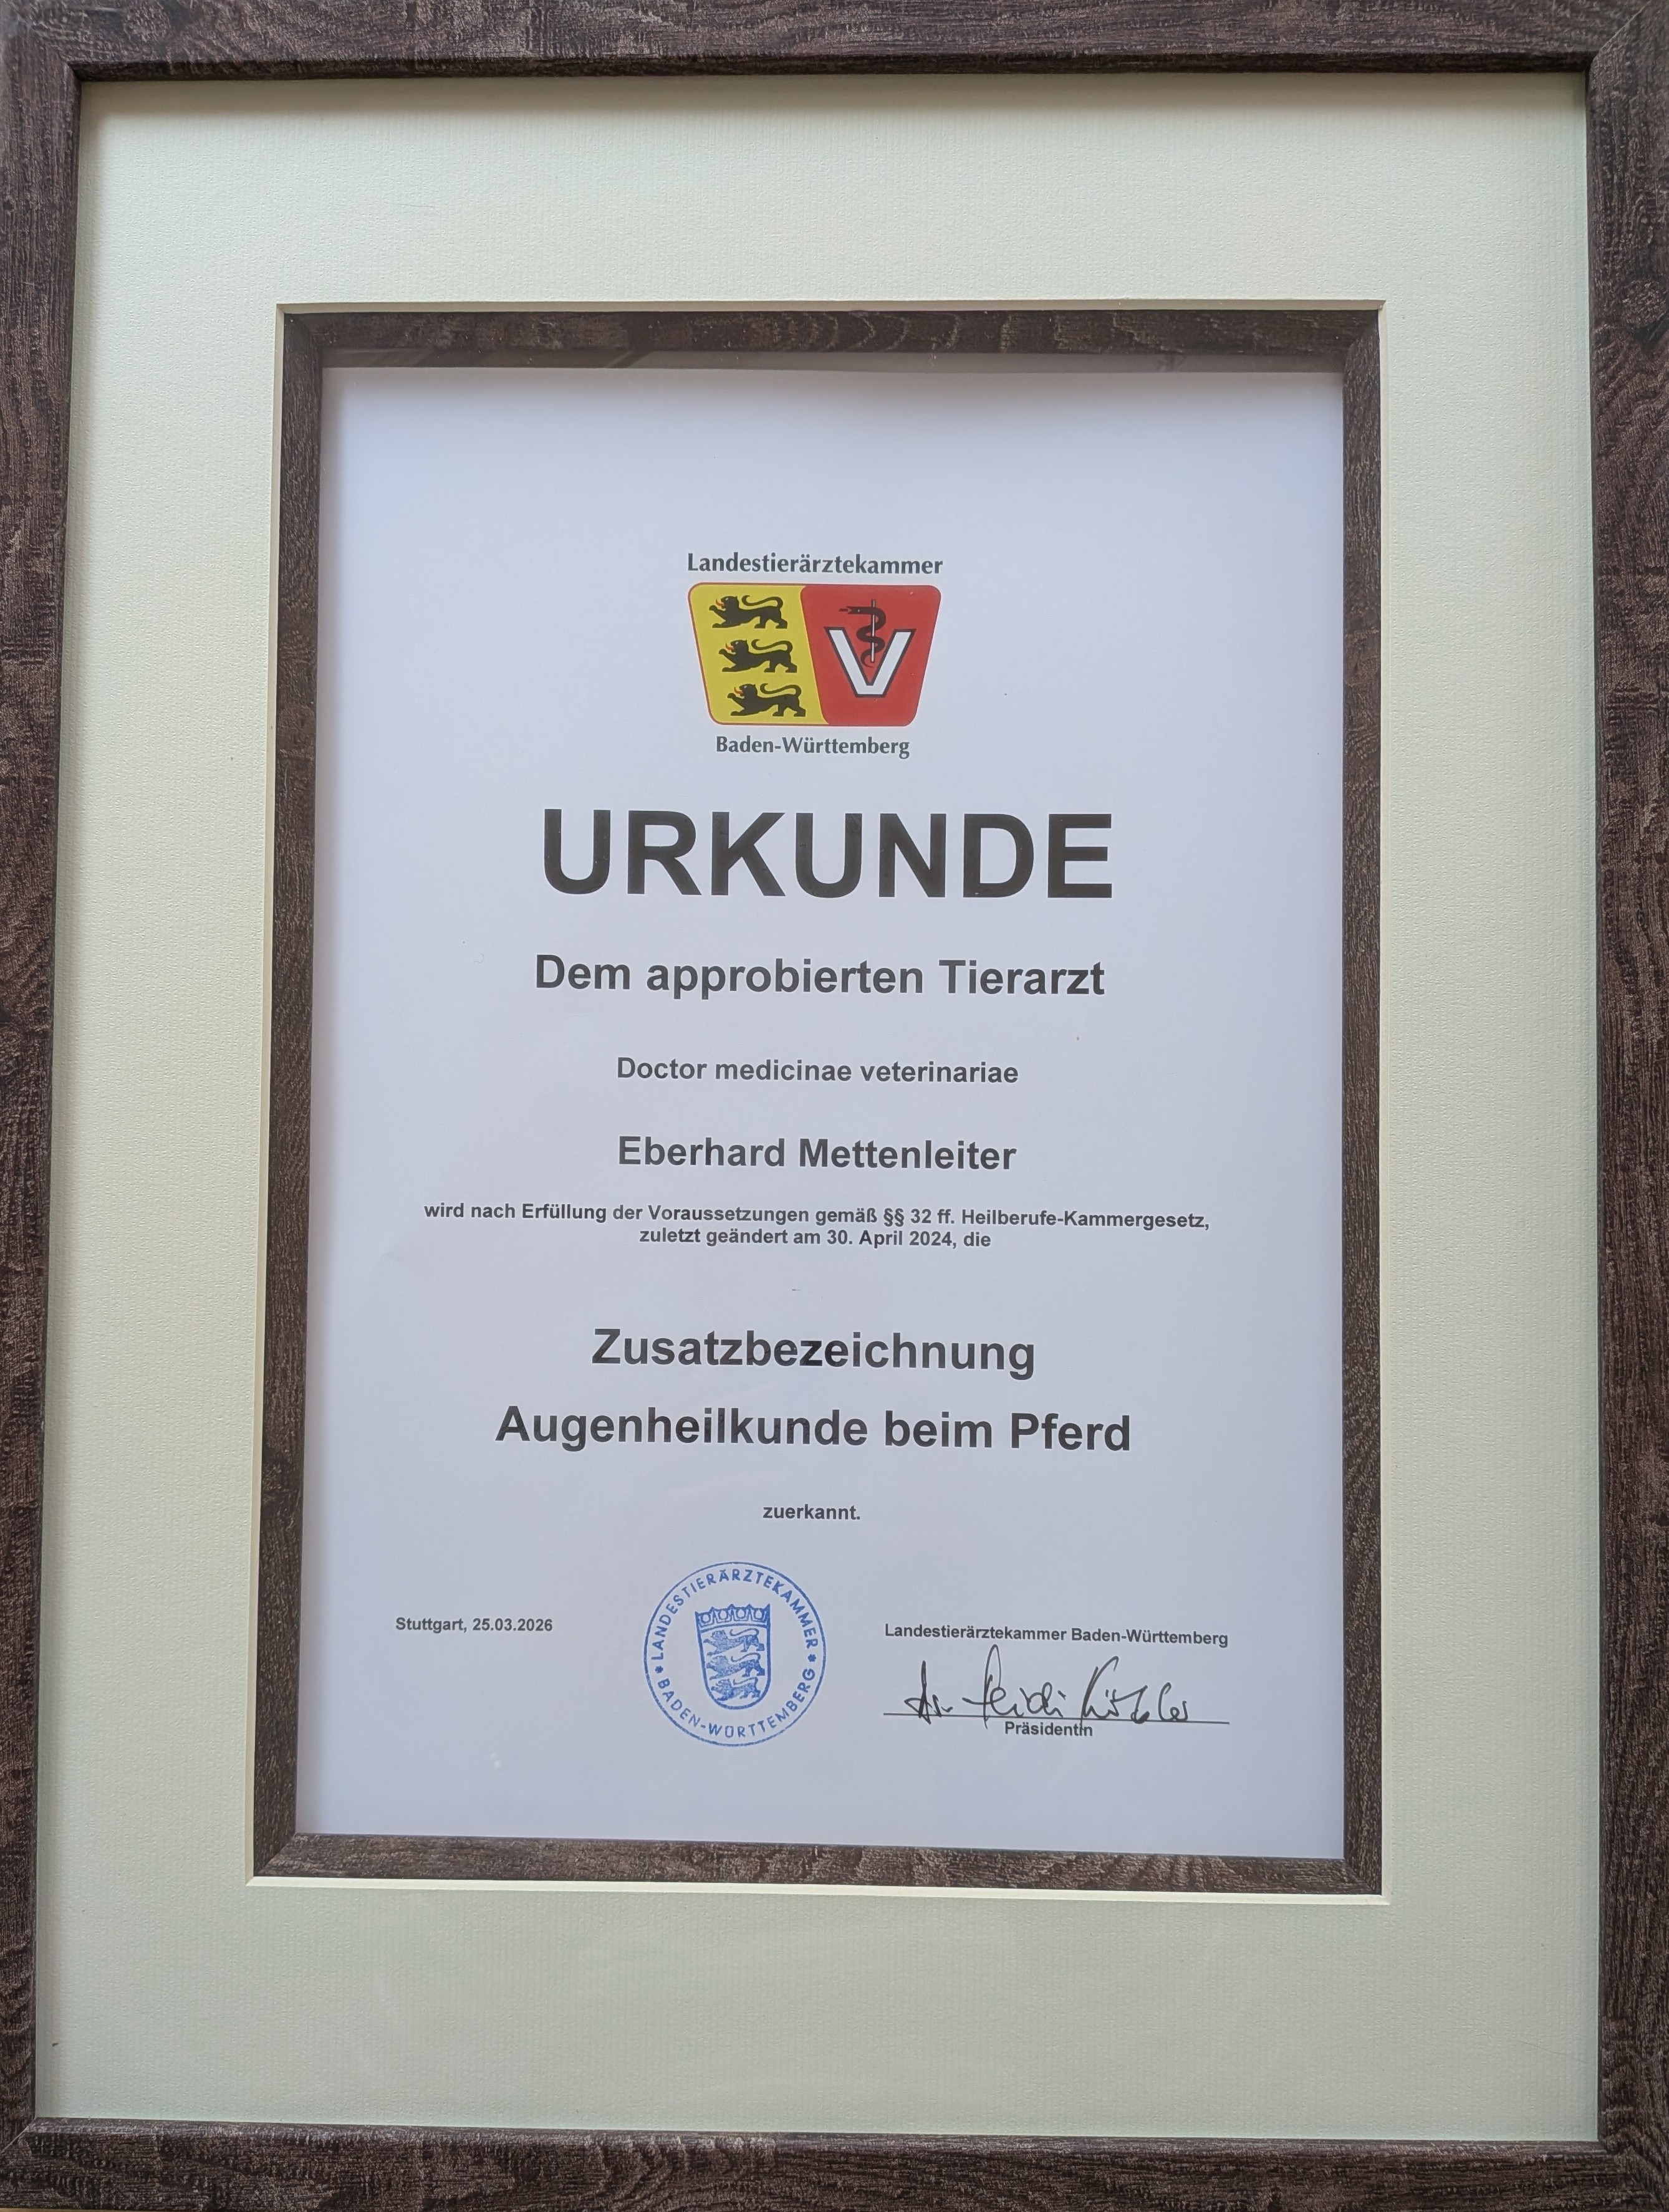 Landestierärztekammer
V
Baden-Württemberg
URKUNDE
Dem approbierten Tierarzt
Doctor medicinae veterinariae
Eberhard Mettenleiter
wird nach Erfüllung der Voraussetzungen gemäß §§ 32 ff. Heilberufe-Kammergesetz,
zuletzt geändert am 30. April 2024, die
Zusatzbezeichnung
Augenheilkunde beim Pferd
zuerkannt.
Stuttgart, 25.03.2026
LANDESTIERÄRZTEKAMMER
BADEN-WÜRTTEMBERG
Landestierärztekammer Baden-Württemberg
Dr. Heidi
Präsidentin